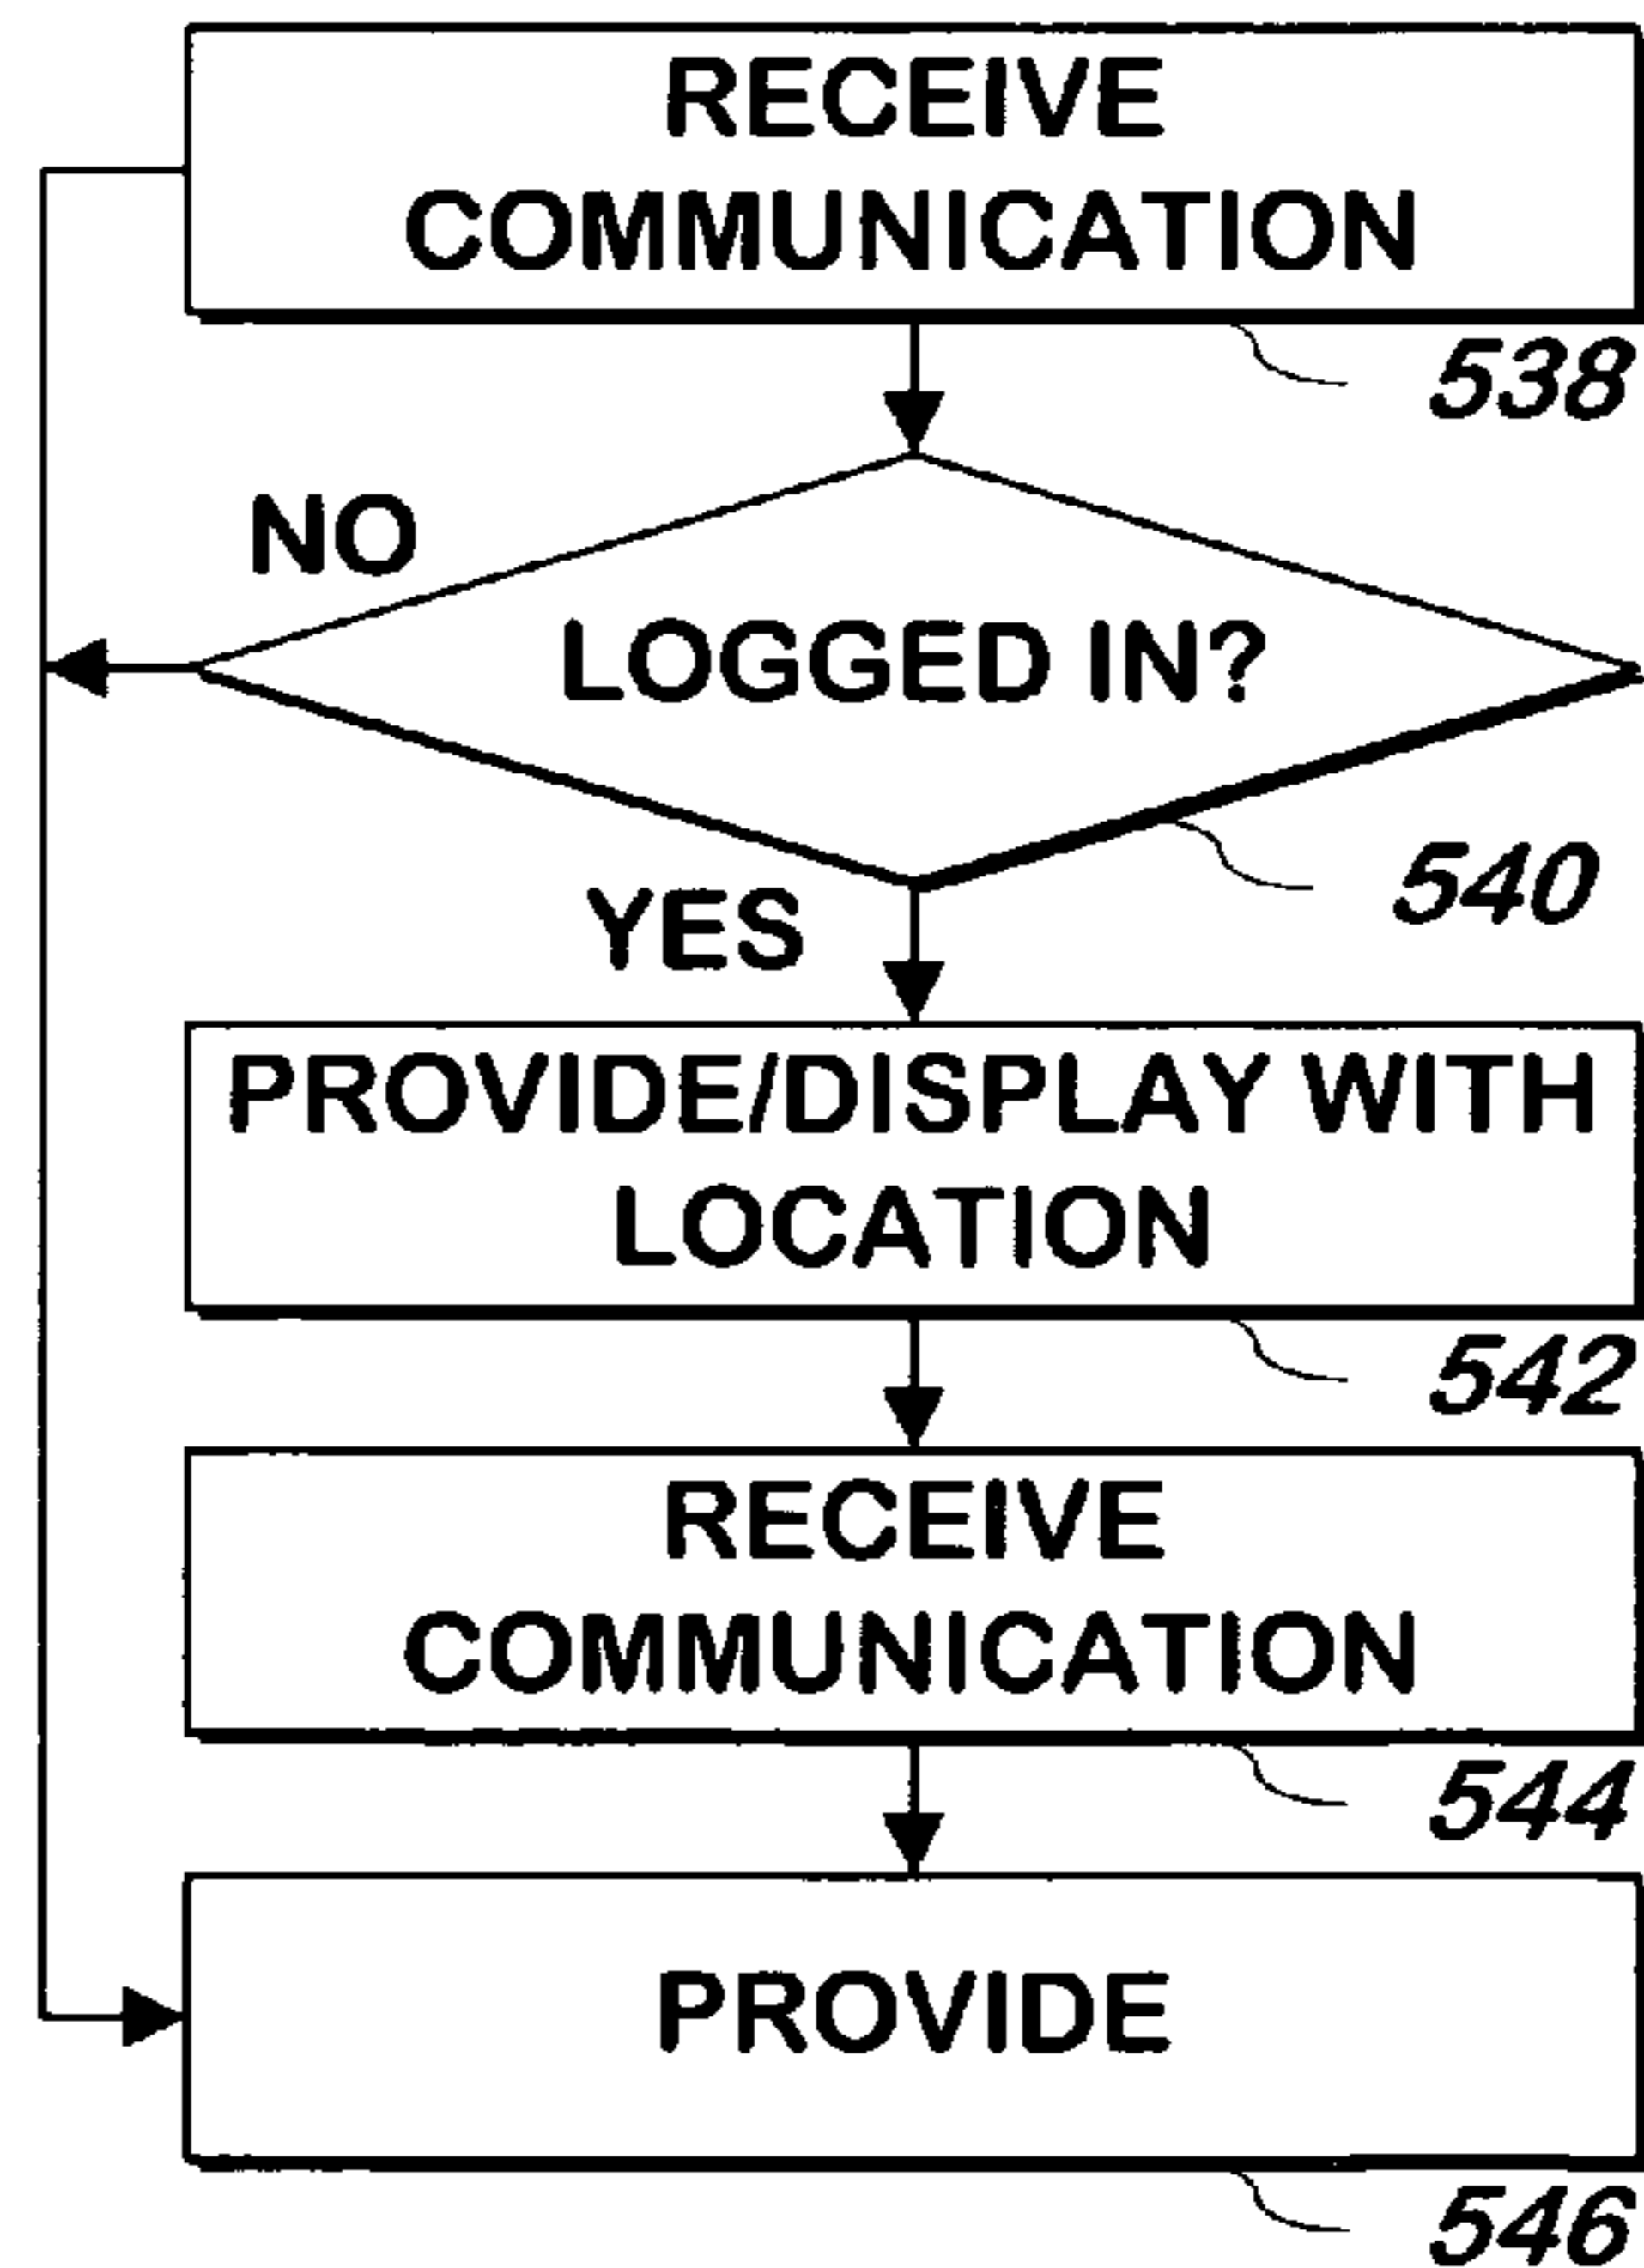 RECEIVE
COMMUNICATION
538
NO
LOGGED IN?
540
YES
PROVIDE/DISPLAY WITH
LOCATION
542
RECEIVE
COMMUNICATION
544
PROVIDE
546